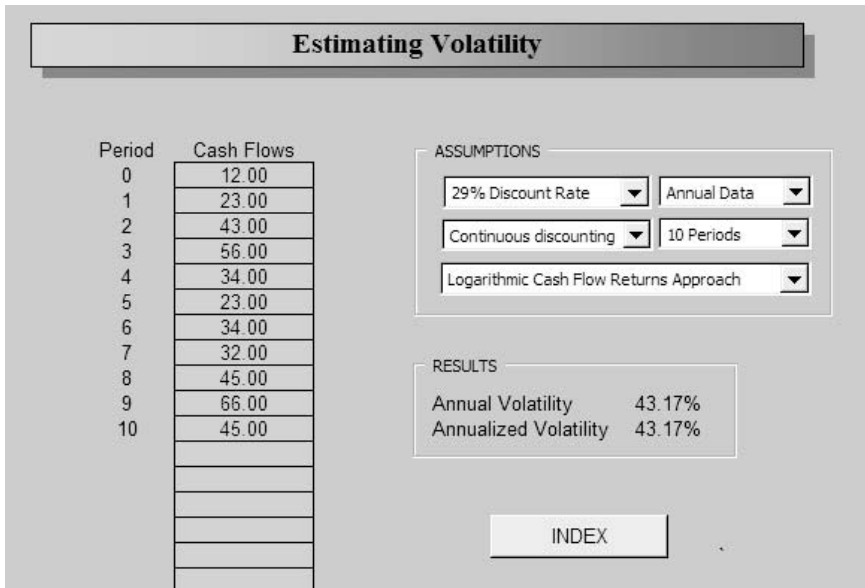 Estimating Volatility
Period Cash Flows
0 12.00
1 23.00
2 43.00
3 56.00
4 34.00
5 23.00
6 34.00
7 32.00
8 45.00
9 66.00
10 45.00
ASSUMPTIONS
29% Discount Rate Annual Data
Continuous discounting 10 Periods
Logarithmic Cash Flow Returns Approach
RESULTS
Annual Volatility 43.17%
Annualized Volatility 43.17%
INDEX